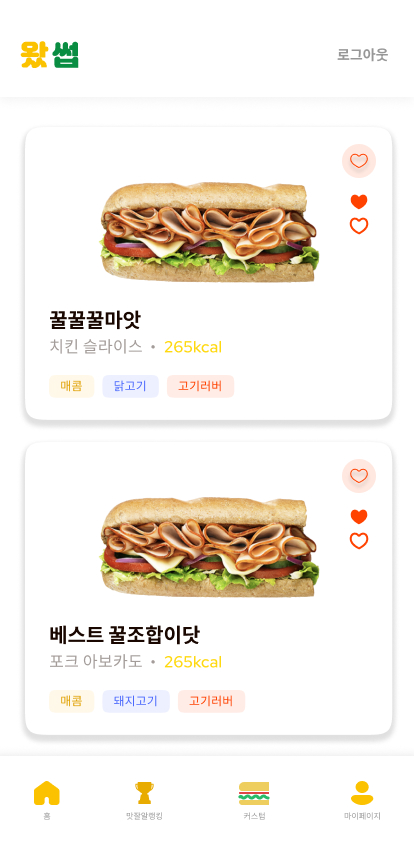 왔썹
로그아웃
꿀꿀꿀마앗
치킨 슬라이스 • 265kcal
매콤 닭고기 고기러버
베스트 꿀조합이닷
포크 아보카도 • 265kcal
매콤 돼지고기 고기러버
홈 맛잘알랭킹 커스텀 마이페이지